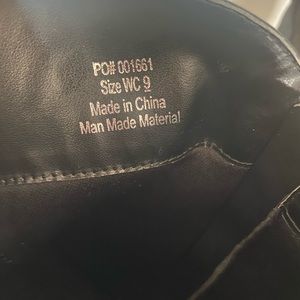 PO# 001661
Size WC 9
Made in China
Man Made Material